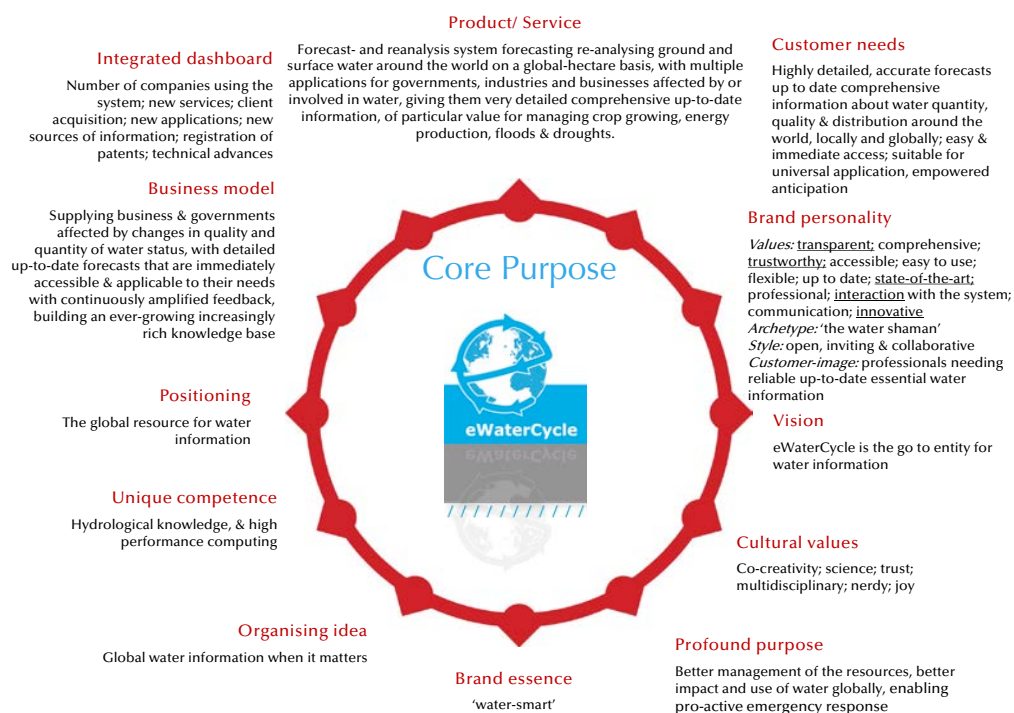 Product/ Service
Forecast- and reanalysis system forecasting re-analysing ground and
surface water around the world on a global-hectare basis, with multiple
applications for governments, industries and businesses affected by or
involved in water, giving them very detailed comprehensive up-to-date
information, of particular value for managing crop growing, energy
production, floods & droughts.
Customer needs
Highly detailed, accurate forecasts
up to date comprehensive
information about water quantity,
quality & distribution around the
world, locally and globally; easy &
immediate access; suitable for
universal application, empowered
anticipation
Brand personality
Values: transparent; comprehensive;
trustworthy; accessible; easy to use;
flexible; up to date; state-of-the-art;
professional; interaction with the system;
communication; innovative
Archetype: ‘the water shaman’
Style: open, inviting & collaborative
Customer-image: professionals needing
reliable up-to-date essential water
information
Vision
eWaterCycle is the go to entity for
water information
Cultural values
Co-creativity; science; trust;
multidisciplinary; nerdy; joy
Profound purpose
Better management of the resources, better
impact and use of water globally, enabling
pro-active emergency response
Brand essence
‘water-smart’
Organising idea
Global water information when it matters
Unique competence
Hydrological knowledge, & high
performance computing
Positioning
The global resource for water
information
Business model
Supplying business & governments
affected by changes in quality and
quantity of water status, with detailed
up-to-date forecasts that are immediately
accessible & applicable to their needs
with continuously amplified feedback,
building an ever-growing increasingly
rich knowledge base
Integrated dashboard
Number of companies using the
system; new services; client
acquisition; new applications; new
sources of information; registration of
patents; technical advances
Core Purpose
eWaterCycle
eWaterCycle